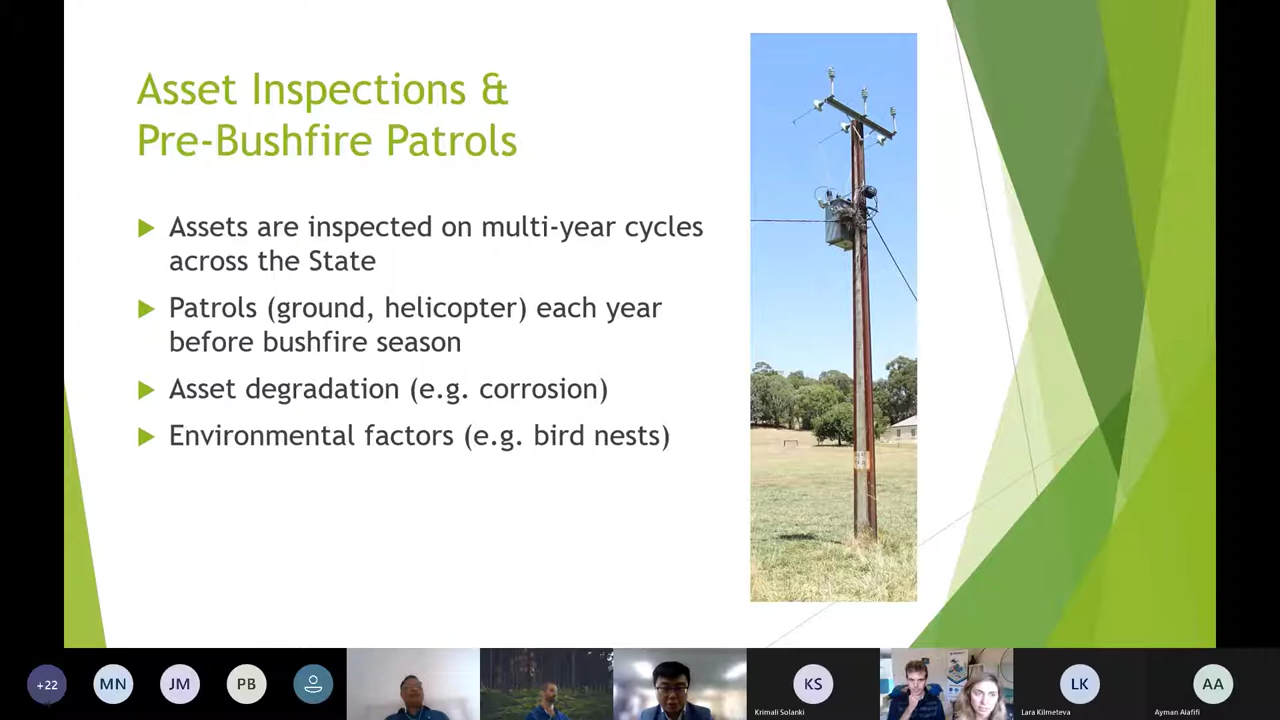 Asset Inspections &
Pre-Bushfire Patrols
Assets are inspected on multi-year cycles
across the State
Patrols (ground, helicopter) each year
before bushfire season
Asset degradation (e.g. corrosion)
Environmental factors (e.g. bird nests)
+22
MN
JM
PB
KS
Krimali Solanki
LK
Lara Kilmeteva
AA
Ayman Alafifi